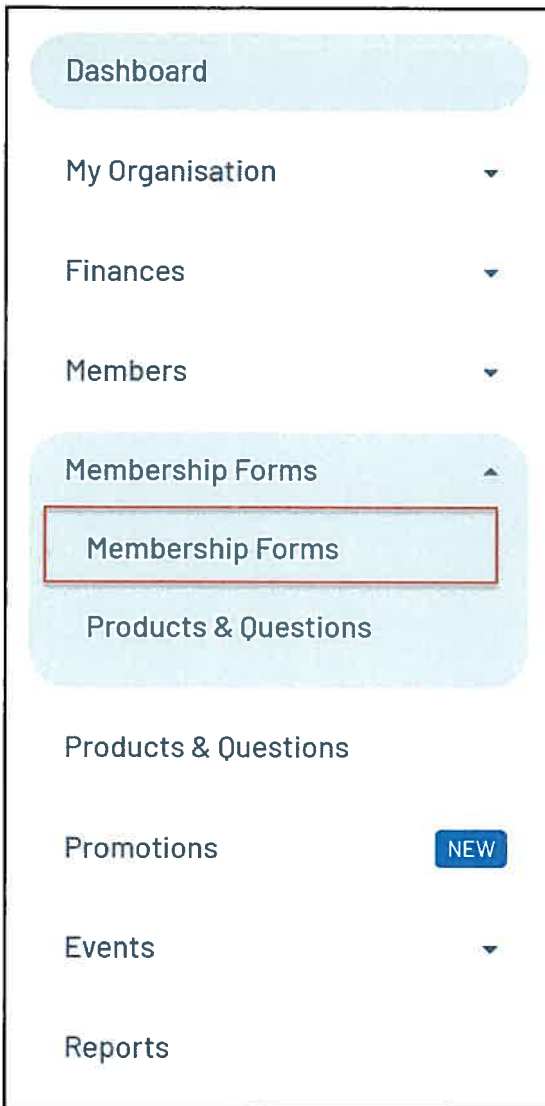 Dashboard
My Organisation
Finances
Members
Membership Forms
Membership Forms
Products & Questions
Products & Questions
Promotions NEW
Events
Reports